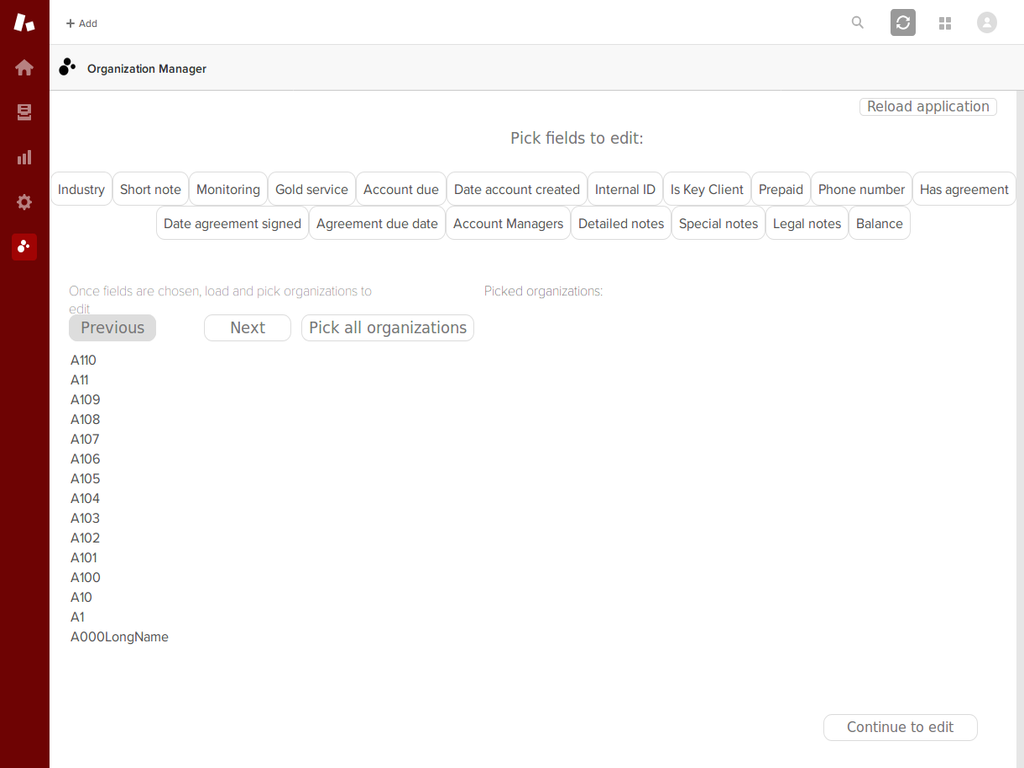 Add
Organization Manager
Reload application
Pick fields to edit:
Industry Short note Monitoring Gold service Account due Date account created Internal ID Is Key Client Prepaid Phone number Has agreement
Date agreement signed Agreement due date Account Managers Detailed notes Special notes Legal notes Balance
Once fields are chosen, load and pick organizations to
edit
Picked organizations:
Previous Next Pick all organizations
A110
A11
A109
A108
A107
A106
A105
A104
A103
A102
A101
A100
A10
A1
A000LongName
Continue to edit